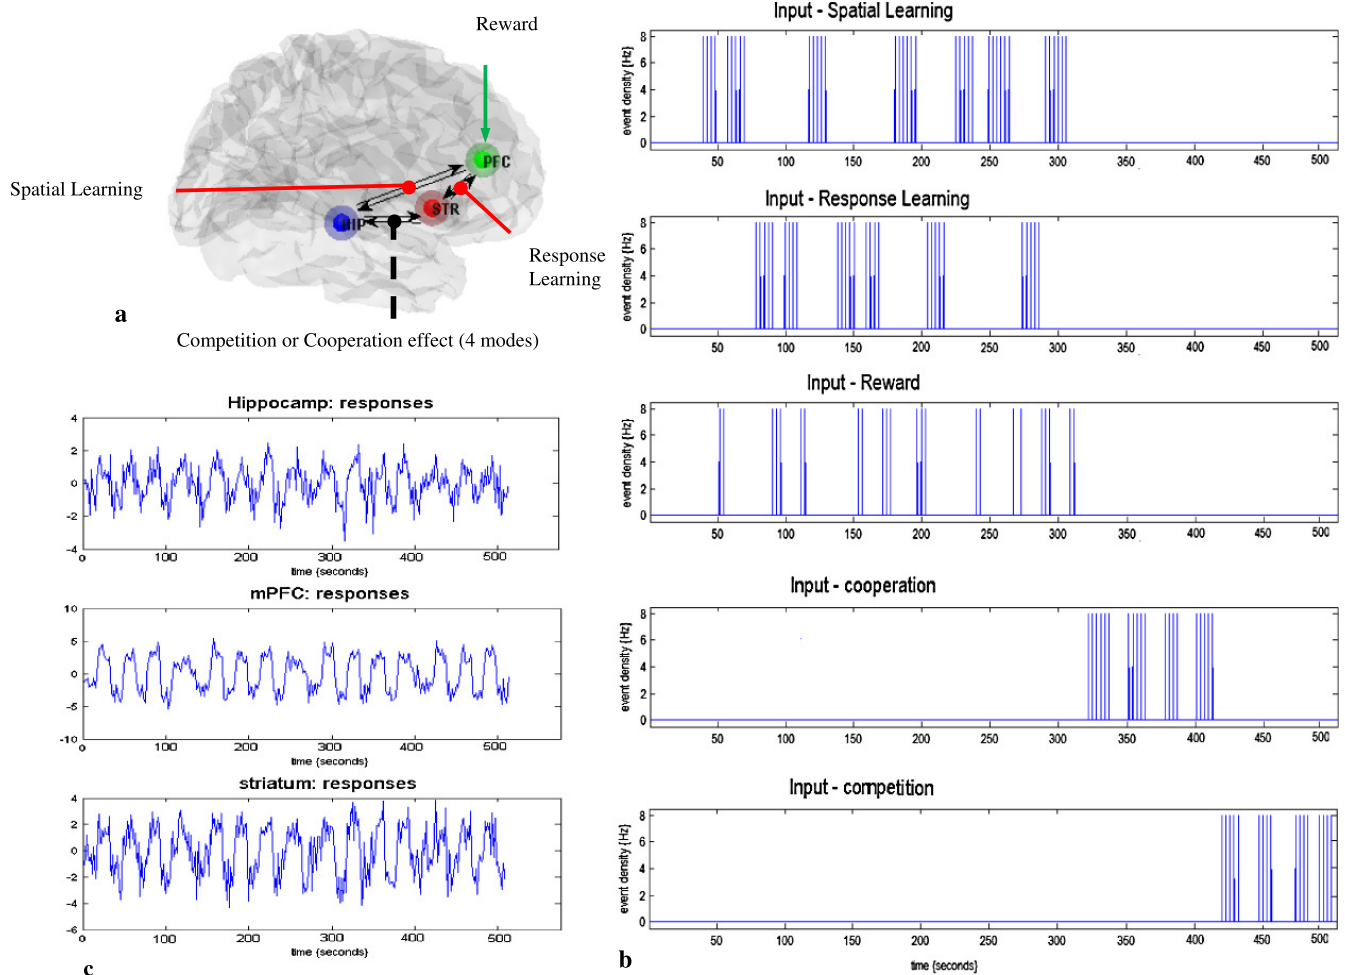 Reward
Spatial Learning
PFC
STR
HIP
Response
Learning
a
Competition or Cooperation effect (4 modes)
Input - Spatial Learning
event density {Hz}
8
6
4
2
0
50 100 150 200 250 300 350 400 450 500
Input - Response Learning
event density {Hz}
8
6
4
2
0
50 100 150 200 250 300 350 400 450 500
Input - Reward
event density {Hz}
8
6
4
2
0
50 100 150 200 250 300 350 400 450 500
Input - cooperation
event density {Hz}
8
6
4
2
0
50 100 150 200 250 300 350 400 450 500
Input - competition
event density {Hz}
8
6
4
2
0
50 100 150 200 250 300 350 400 450 500
time {seconds}
b
Hippocamp: responses
4
2
0
-2
-4
0 100 200 300 400 500
time {seconds}
mPFC: responses
10
5
0
-5
-10
0 100 200 300 400 500
time {seconds}
striatum: responses
4
2
0
-2
-4
-6
0 100 200 300 400 500
time {seconds}
c